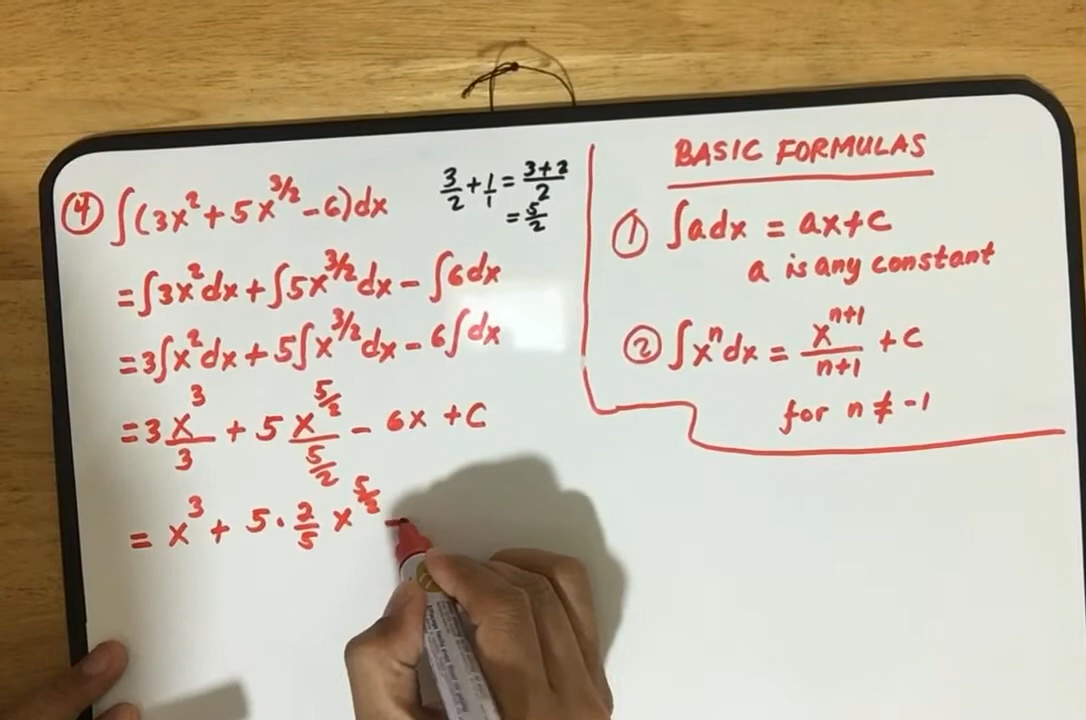 ④ ∫(3x² + 5x^{3/2} - 6)dx
3/2 + 1/1 = (3+2)/2
= 5/2
= ∫3x²dx + ∫5x^{3/2}dx - ∫6dx
= 3∫x²dx + 5∫x^{3/2}dx - 6∫dx
= 3 x³/3 + 5 x^{5/2}/(5/2) - 6x + C
= x³ + 5 · 2/5 x^{5/2} -
BASIC FORMULAS
① ∫adx = ax+C
a is any constant
② ∫xⁿdx = x^{n+1}/(n+1) + C
for n ≠ -1